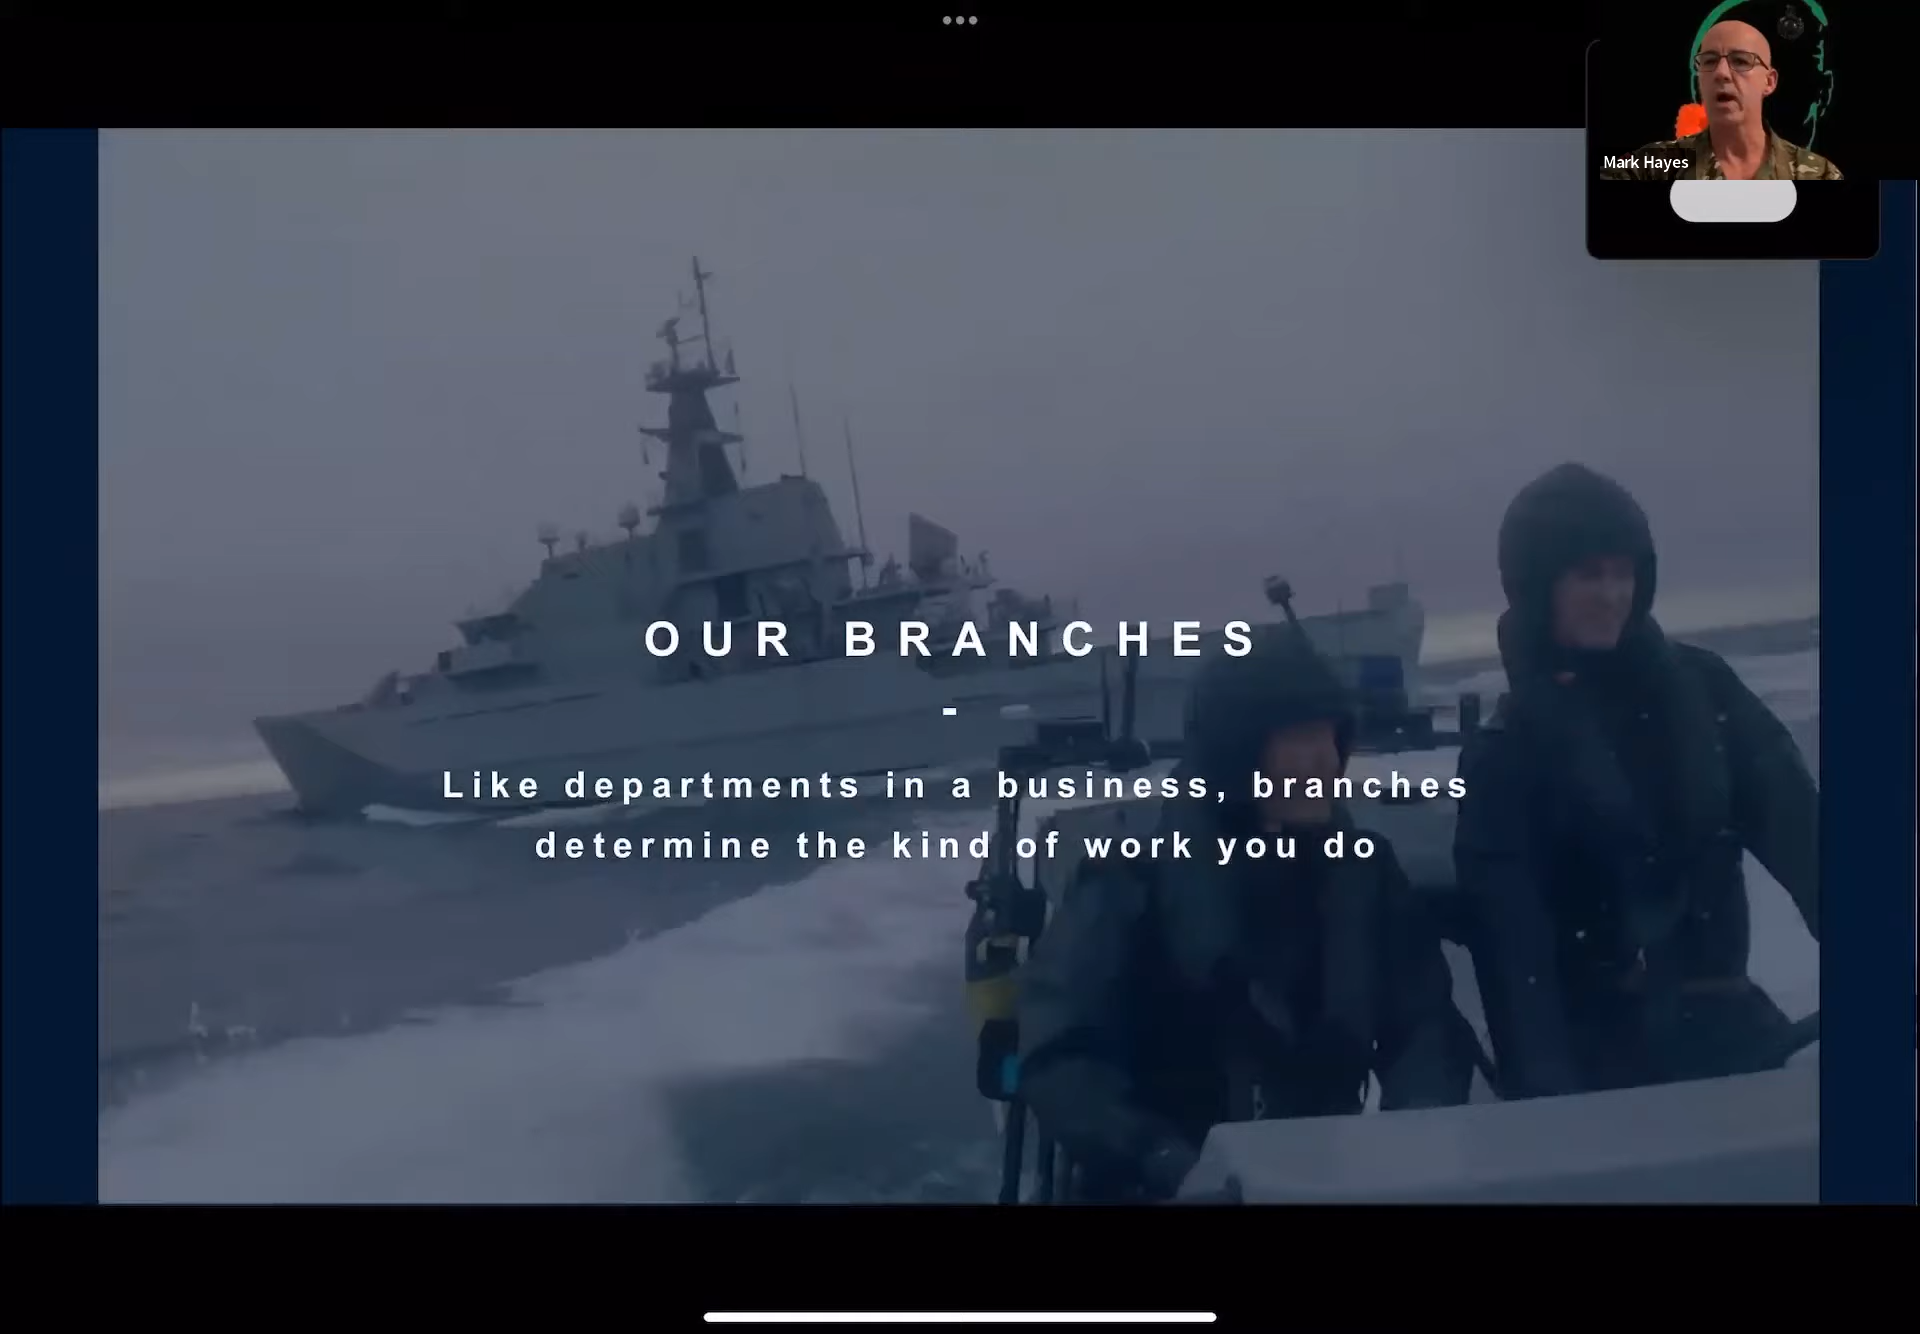 Mark Hayes
OUR BRANCHES
-
Like departments in a business, branches
determine the kind of work you do